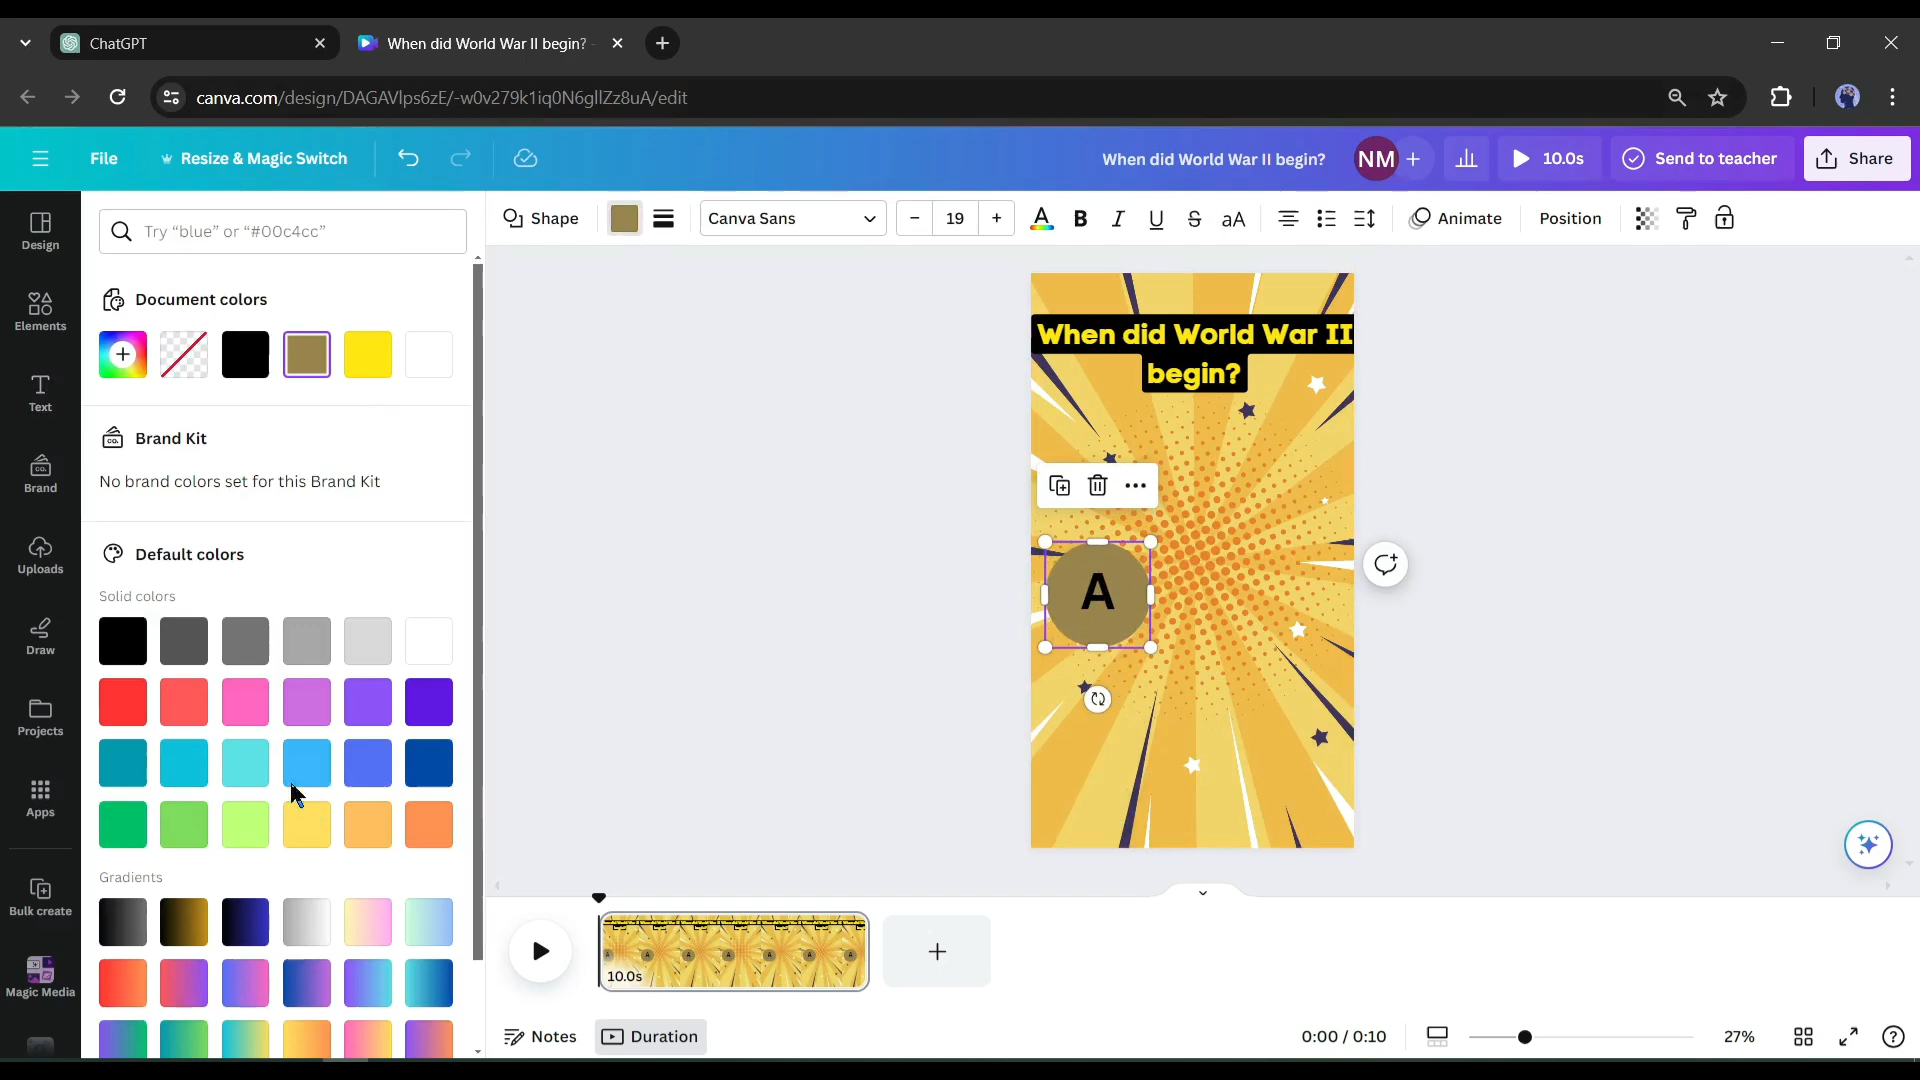 ChatGPT
When did World War II begin? -
canva.com/design/DAGAVlps6zE/-w0v279k1iq0N6gllZz8uA/edit
File
Resize & Magic Switch
When did World War II begin?
NM
10.0s
Send to teacher
Share
Design
Elements
Text
Brand
Uploads
Draw
Projects
Apps
Bulk create
Magic Media
Try “blue” or “#00c4cc”
Document colors
Brand Kit
No brand colors set for this Brand Kit
Default colors
Solid colors
Gradients
Shape
Canva Sans
19
A
B
I
U
S
aA
Animate
Position
When did World War II
begin?
A
10.0s
Notes
Duration
0:00 / 0:10
27%